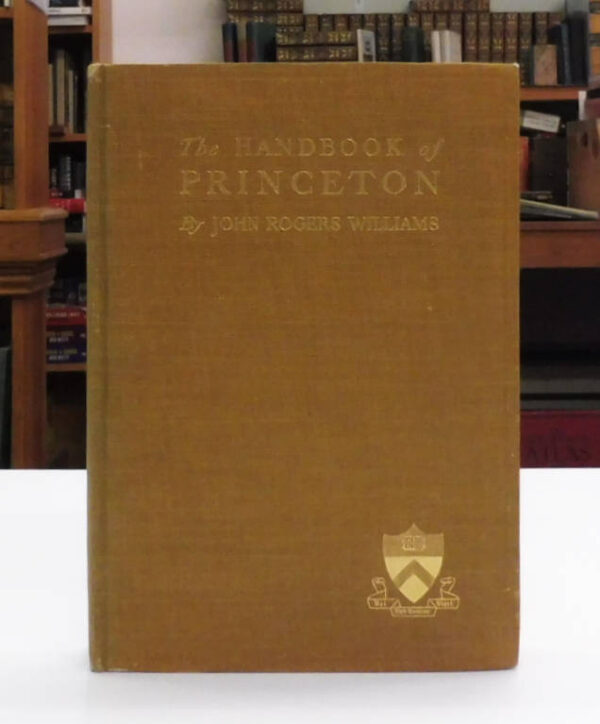 The HANDBOOK of
PRINCETON
By JOHN ROGERS WILLIAMS